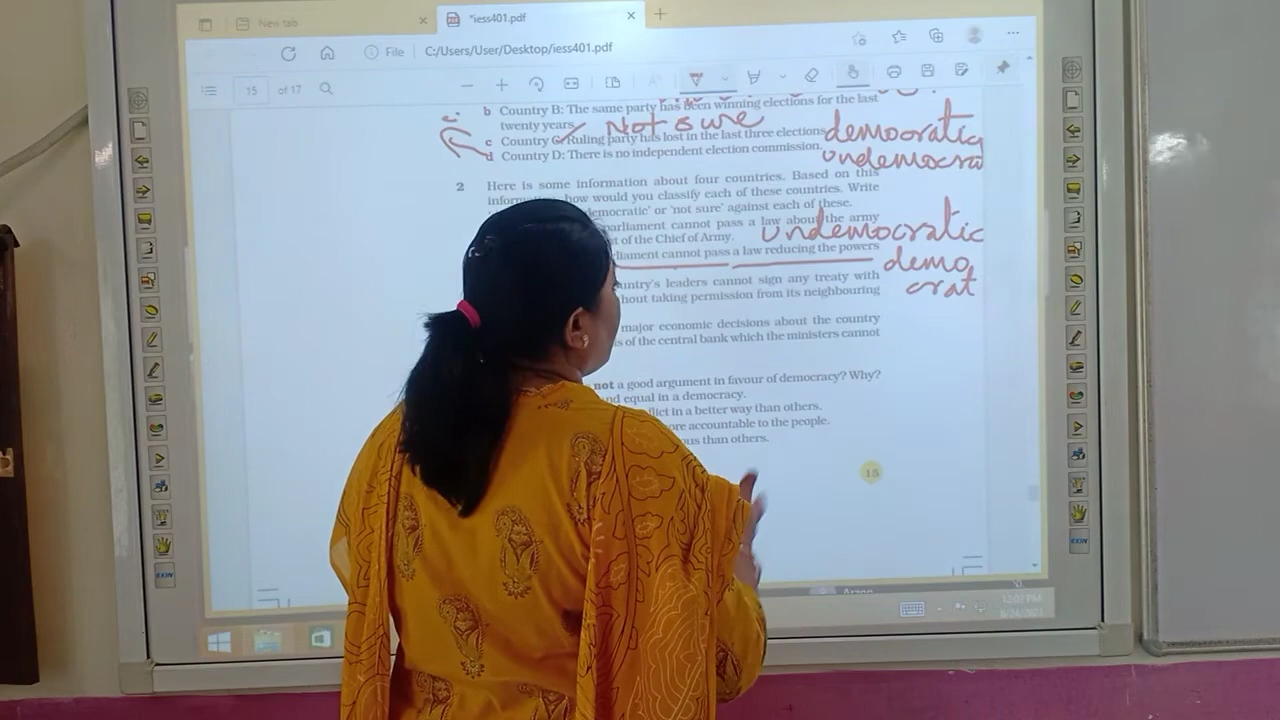 New tab
*iess401.pdf
File C:/Users/User/Desktop/iess401.pdf
15 of 17
b Country B: The same party has been winning elections for the last
twenty years. Not sure
c Country C: Ruling party has lost in the last three elections. democratic
d Country D: There is no independent election commission. undemocra
2 Here is some information about four countries. Based on this
how would you classify each of these countries. Write
democratic' or 'not sure' against each of these.
parliament cannot pass a law about the army
of the Chief of Army. undemocratic
cannot pass a law reducing the powers
demo
crat
leaders cannot sign any treaty with
taking permission from its neighbouring
major economic decisions about the country
of the central bank which the ministers cannot
not a good argument in favour of democracy? Why?
equal in a democracy.
in a better way than others.
accountable to the people.
than others.
15
12:02 PM